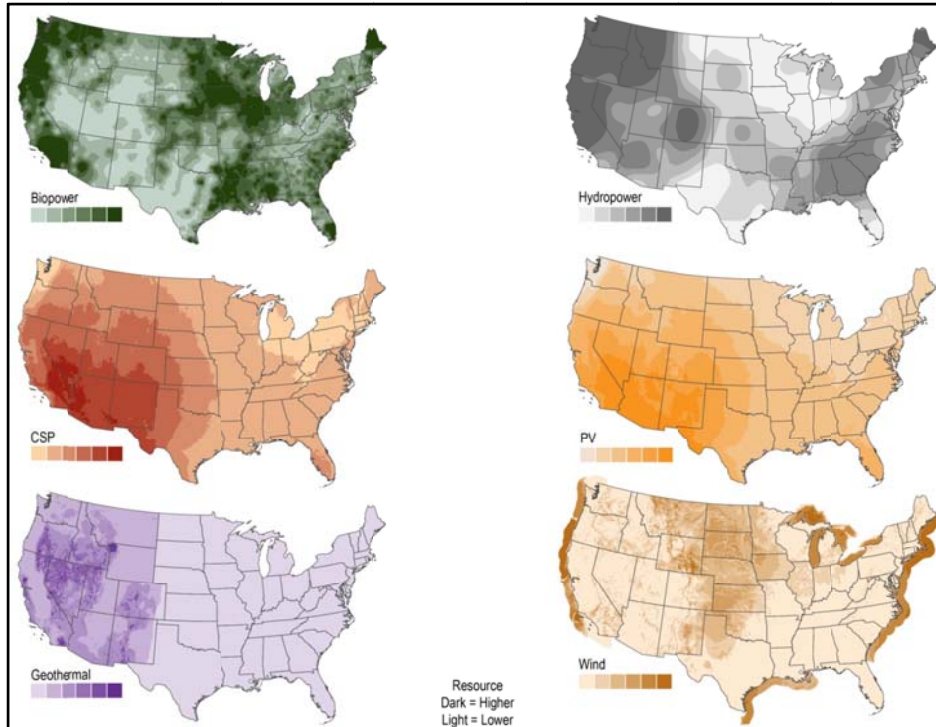 Biopower
Hydropower
CSP
PV
Geothermal
Wind
Resource
Dark = Higher
Light = Lower